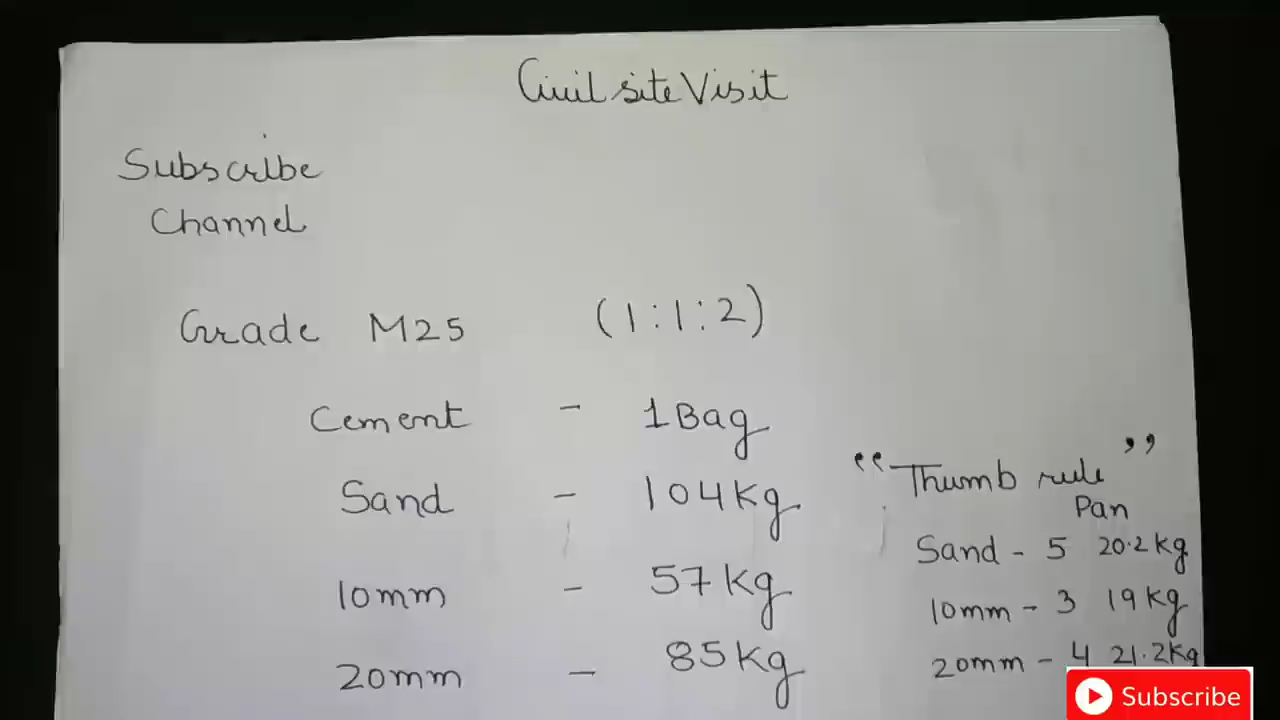 Civil site Visit
Subscribe
Channel
Grade M25 (1:1:2)
Cement - 1Bag
Sand - 104Kg
10mm - 57kg
20mm - 85kg
"Thumb rule"
Pan
Sand - 5 20.2kg
10mm - 3 19kg
20mm - 4 21.2kg
Subscribe